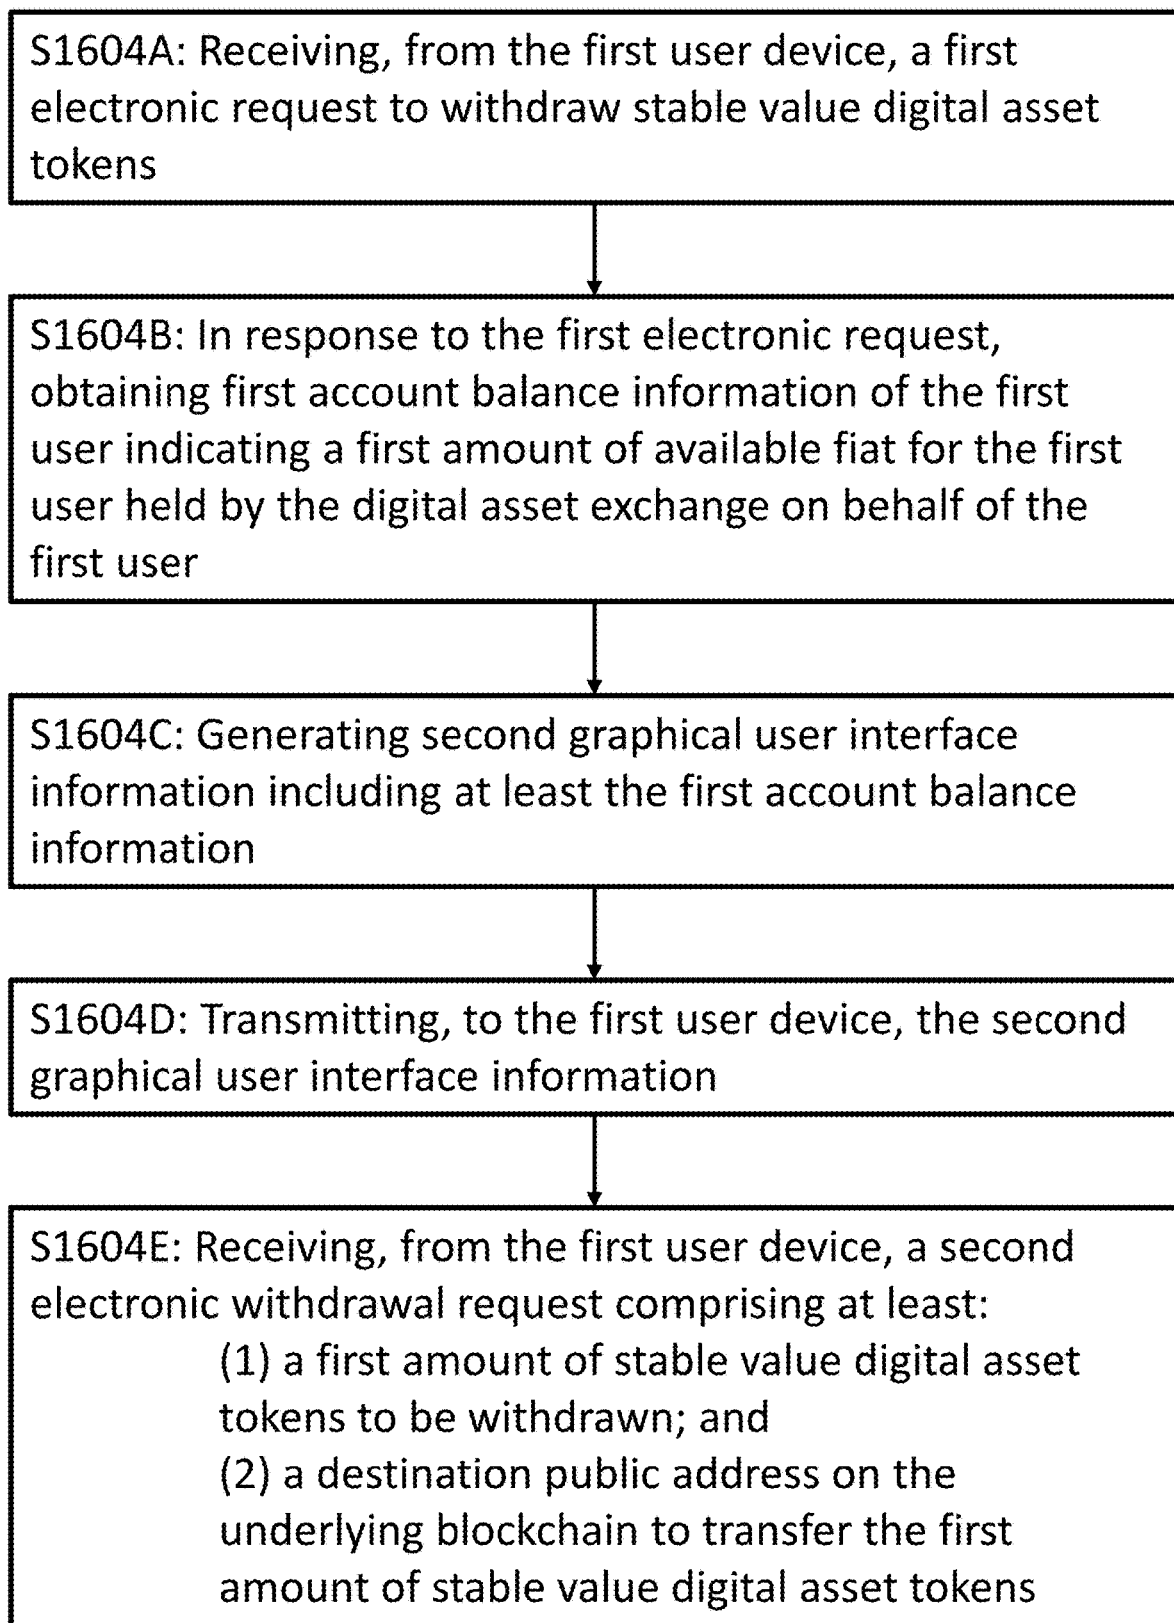 S1604A: Receiving, from the first user device, a first
electronic request to withdraw stable value digital asset
tokens
S1604B: In response to the first electronic request,
obtaining first account balance information of the first
user indicating a first amount of available fiat for the first
user held by the digital asset exchange on behalf of the
first user
S1604C: Generating second graphical user interface
information including at least the first account balance
information
S1604D: Transmitting, to the first user device, the second
graphical user interface information
S1604E: Receiving, from the first user device, a second
electronic withdrawal request comprising at least:
(1) a first amount of stable value digital asset
tokens to be withdrawn; and
(2) a destination public address on the
underlying blockchain to transfer the first
amount of stable value digital asset tokens